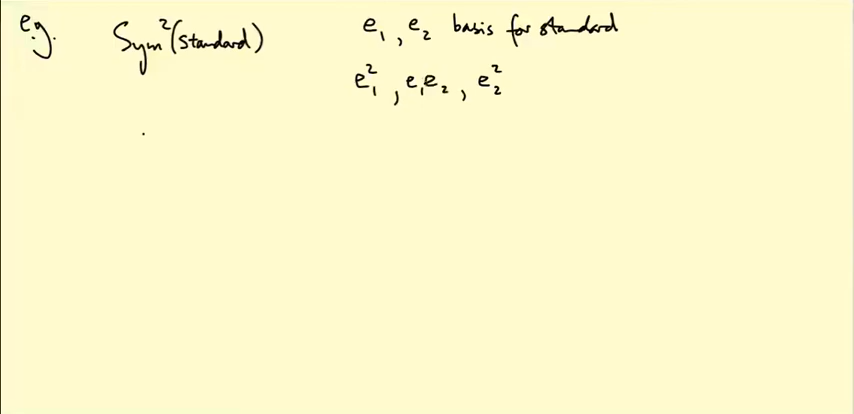 e.g. Sym²(Standard) e₁, e₂ basis for standard
e₁², e₁e₂, e₂²